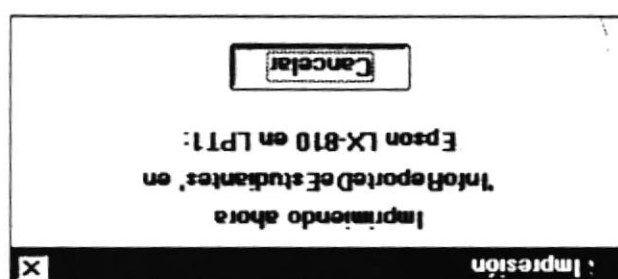 : Impresión
Imprimiendo ahora
'InfoReporteDeEstudiantes' en
Epson LX-810 en LPT1:
Cancelar